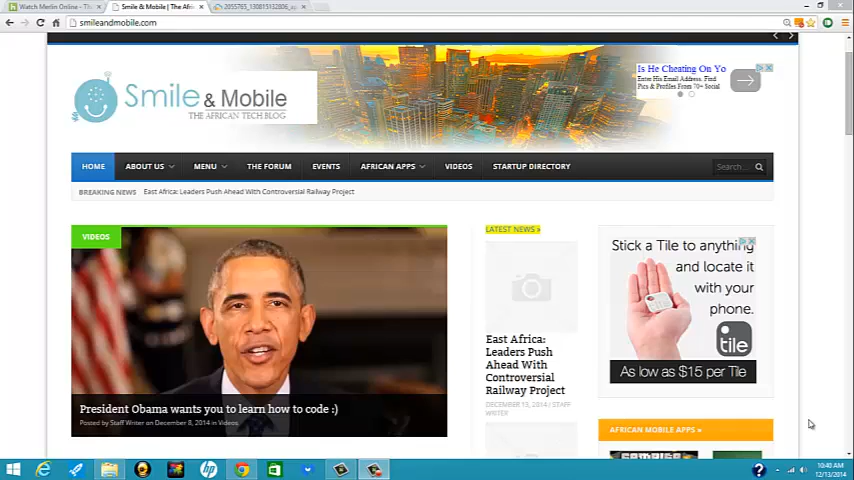 Watch Merlin Online - Th
Smile & Mobile | The Afri
2055765_130815132806_
smileandmobile.com
Smile & Mobile
THE AFRICAN TECH BLOG
Is He Cheating On Yo
Enter His Email Address. Find
Pics & Profiles From 70+ Social
HOME
ABOUT US
MENU
THE FORUM
EVENTS
AFRICAN APPS
VIDEOS
STARTUP DIRECTORY
Search...
BREAKING NEWS
East Africa: Leaders Push Ahead With Controversial Railway Project
VIDEOS
President Obama wants you to learn how to code :)
Posted by Staff Writer on December 8, 2014 in Videos
LATEST NEWS »
East Africa:
Leaders Push
Ahead With
Controversial
Railway Project
DECEMBER 13, 2014 / STAFF
WRITER
Stick a Tile to anything
and locate it
with your
phone.
tile
As low as $15 per Tile
AFRICAN MOBILE APPS »
hp
?
10:40 AM
12/13/2014